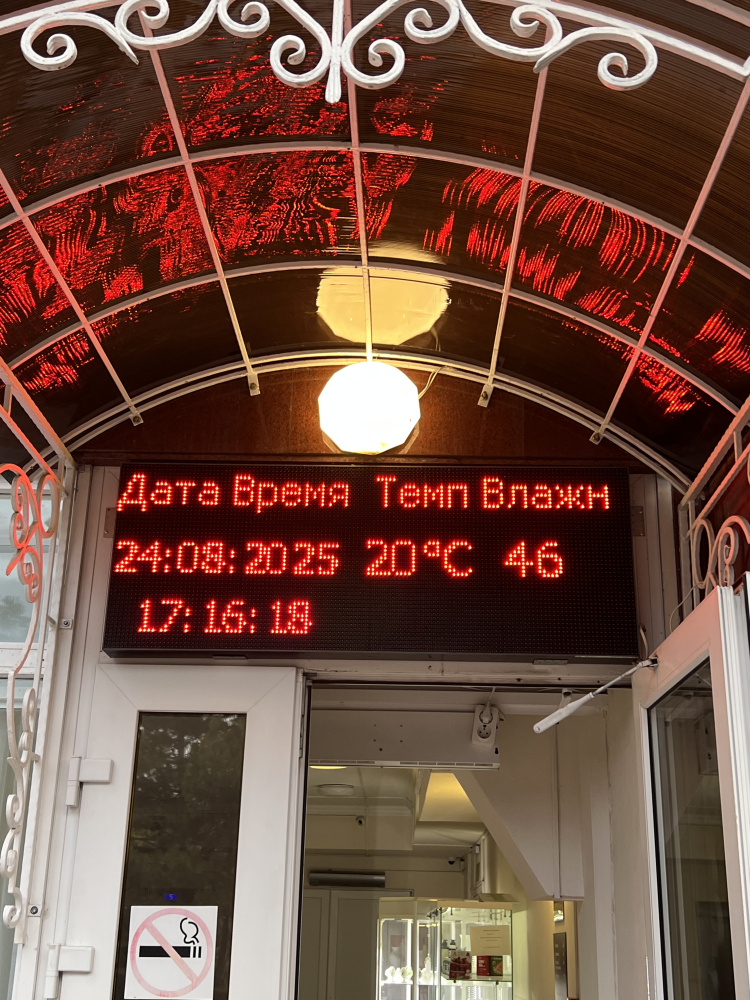 Дата Время Темп Влажн
24:08:2025 20°C 46
17:16:18